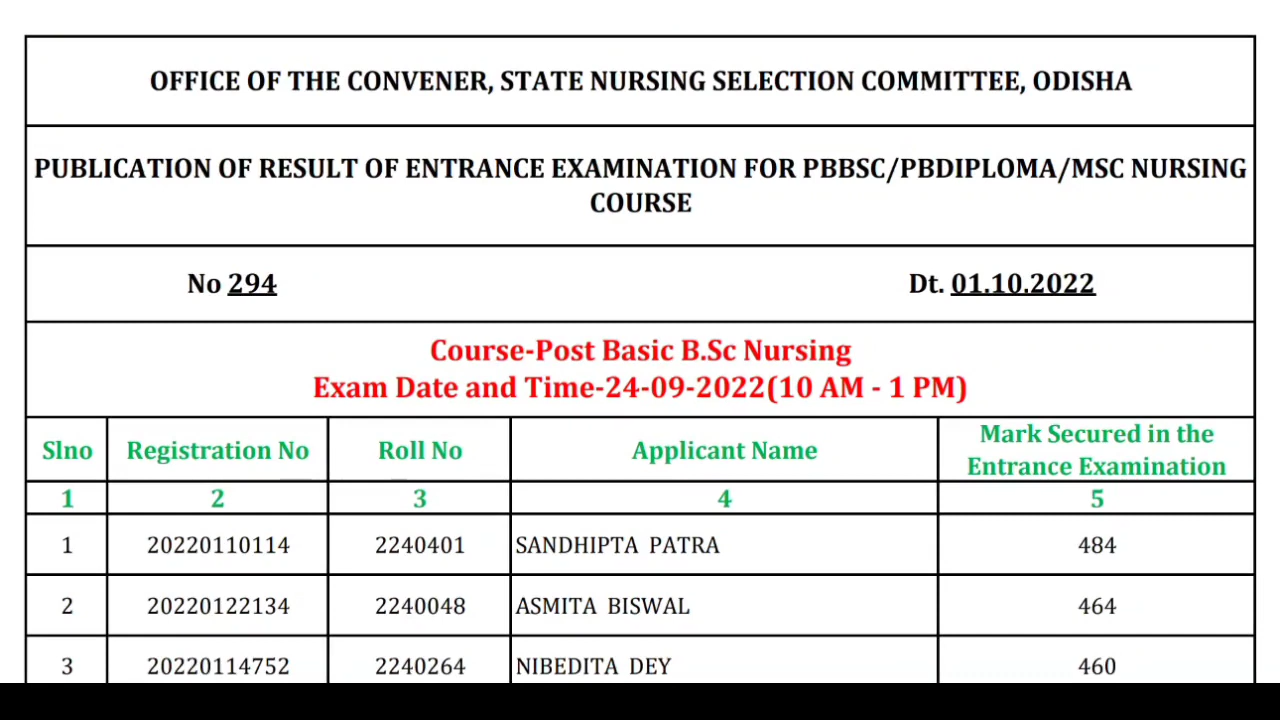 OFFICE OF THE CONVENER, STATE NURSING SELECTION COMMITTEE, ODISHA
PUBLICATION OF RESULT OF ENTRANCE EXAMINATION FOR PBBSC/PBDIPLOMA/MSC NURSING
COURSE
No 294 Dt. 01.10.2022
Course-Post Basic B.Sc Nursing
Exam Date and Time-24-09-2022(10 AM - 1 PM)
Slno Registration No Roll No Applicant Name Mark Secured in the
Entrance Examination
1 2 3 4 5
1 20220110114 2240401 SANDHIPTA PATRA 484
2 20220122134 2240048 ASMITA BISWAL 464
3 20220114752 2240264 NIBEDITA DEY 460